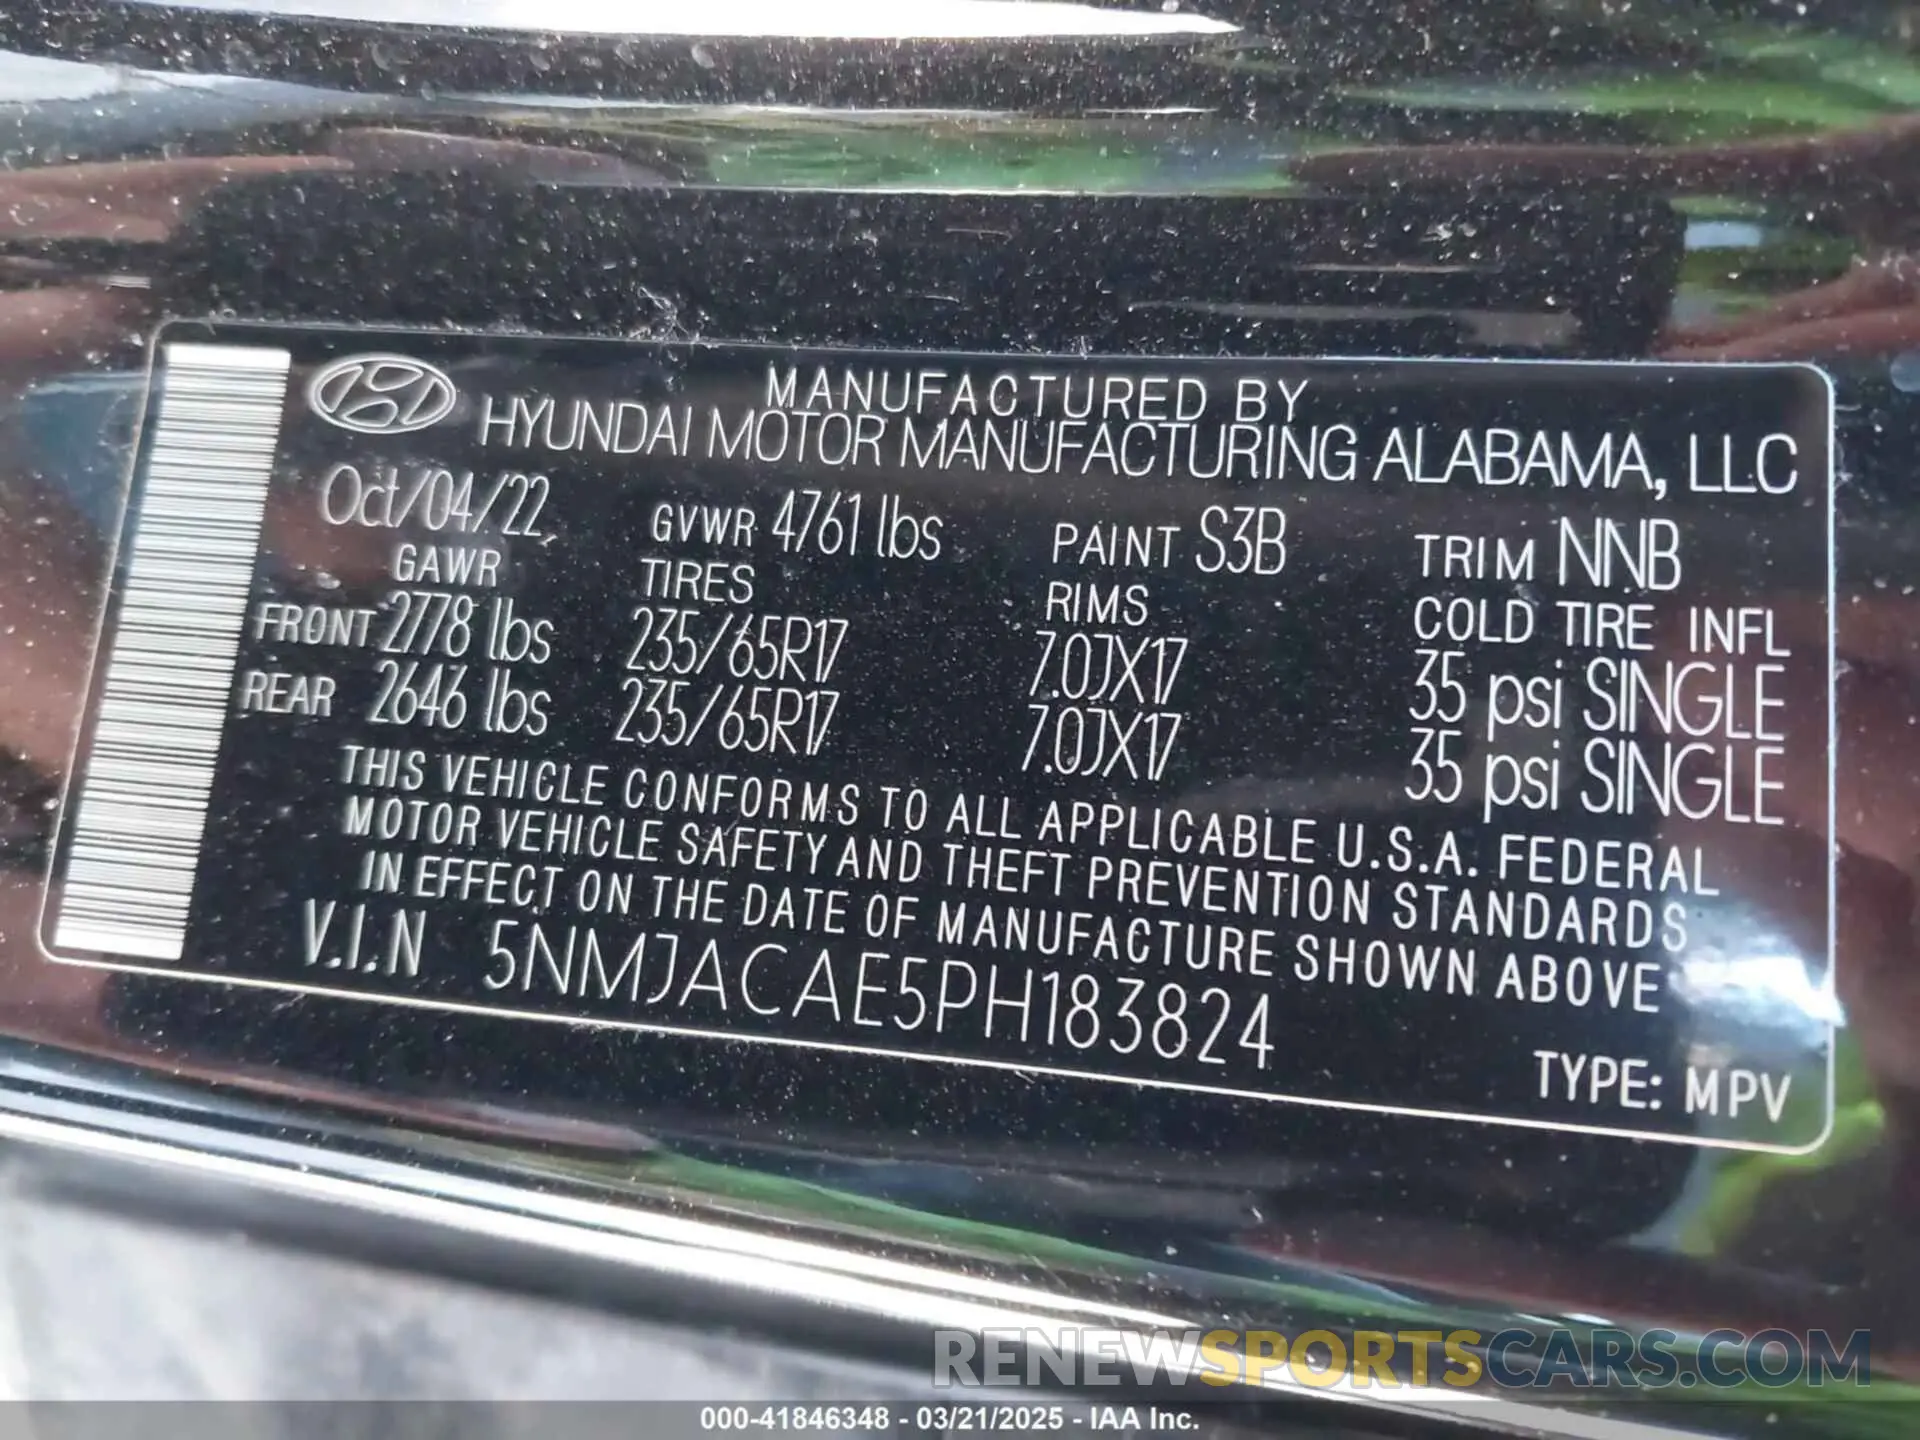 MANUFACTURED BY
HYUNDAI MOTOR MANUFACTURING ALABAMA, LLC
Oct/04/22, GVWR 4761 lbs PAINT S3B TRIM NNB
GAWR TIRES RIMS COLD TIRE INFL
FRONT 2778 lbs 235/65R17 7.0JX17 35 psi SINGLE
REAR 2646 lbs 235/65R17 7.0JX17 35 psi SINGLE
THIS VEHICLE CONFORMS TO ALL APPLICABLE U.S.A. FEDERAL
MOTOR VEHICLE SAFETY AND THEFT PREVENTION STANDARDS
IN EFFECT ON THE DATE OF MANUFACTURE SHOWN ABOVE
V.I.N 5NMJACAE5PH183824
TYPE: MPV
RENEWSPORTSCARS.COM
000-41846348 - 03/21/2025 - IAA Inc.